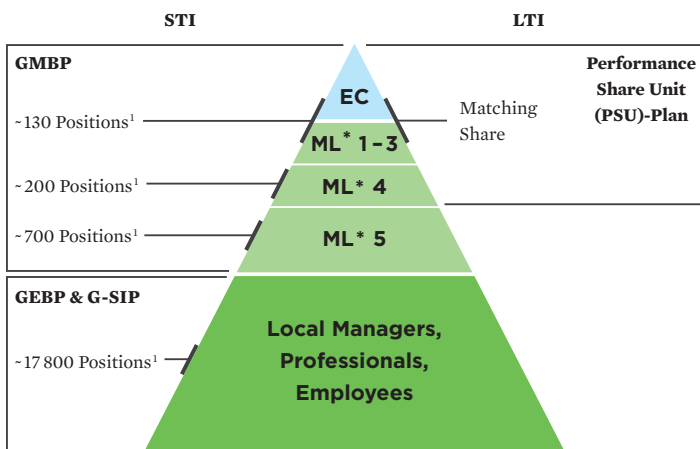 STI
LTI
GMBP
Performance
Share Unit
(PSU)-Plan
EC
~130 Positions¹
Matching
Share
ML* 1–3
~200 Positions¹
ML* 4
~700 Positions¹
ML* 5
GEBP & G-SIP
Local Managers,
Professionals,
Employees
~17 800 Positions¹